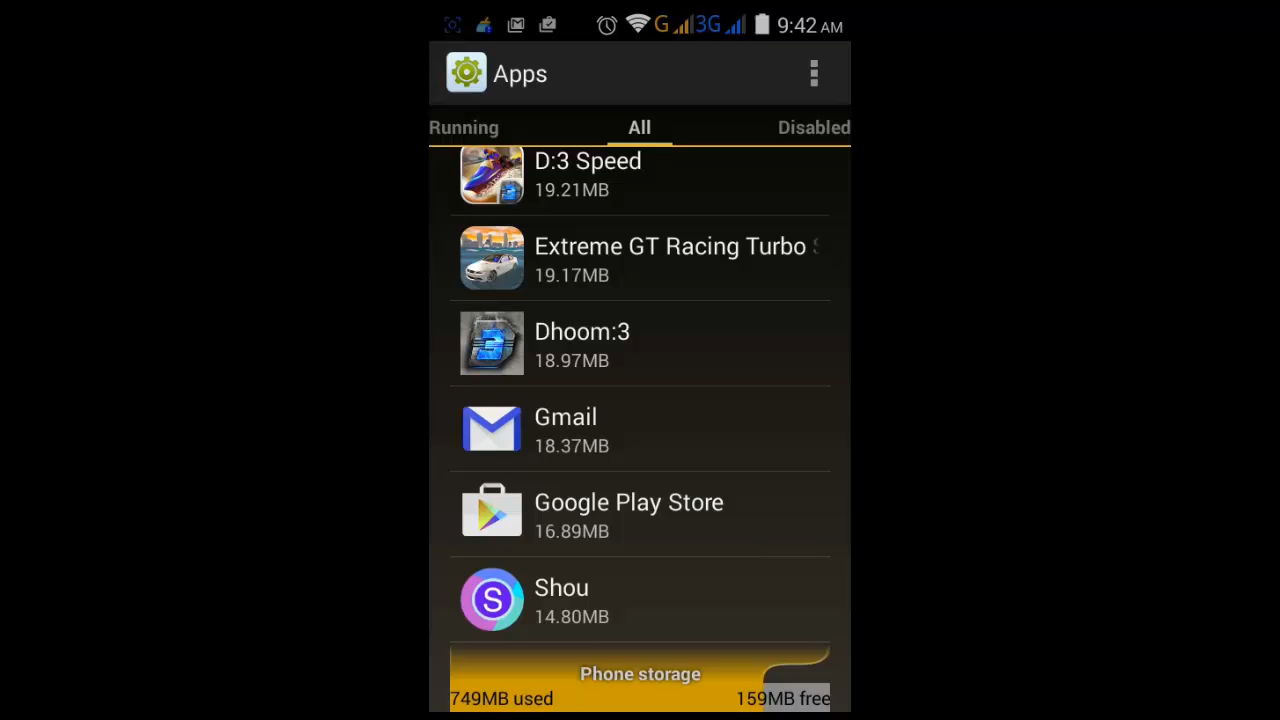 G 3G 9:42 AM
Apps
Running All Disabled
D:3 Speed
19.21MB
Extreme GT Racing Turbo
19.17MB
Dhoom:3
18.97MB
Gmail
18.37MB
Google Play Store
16.89MB
S
Shou
14.80MB
Phone storage
749MB used 159MB free